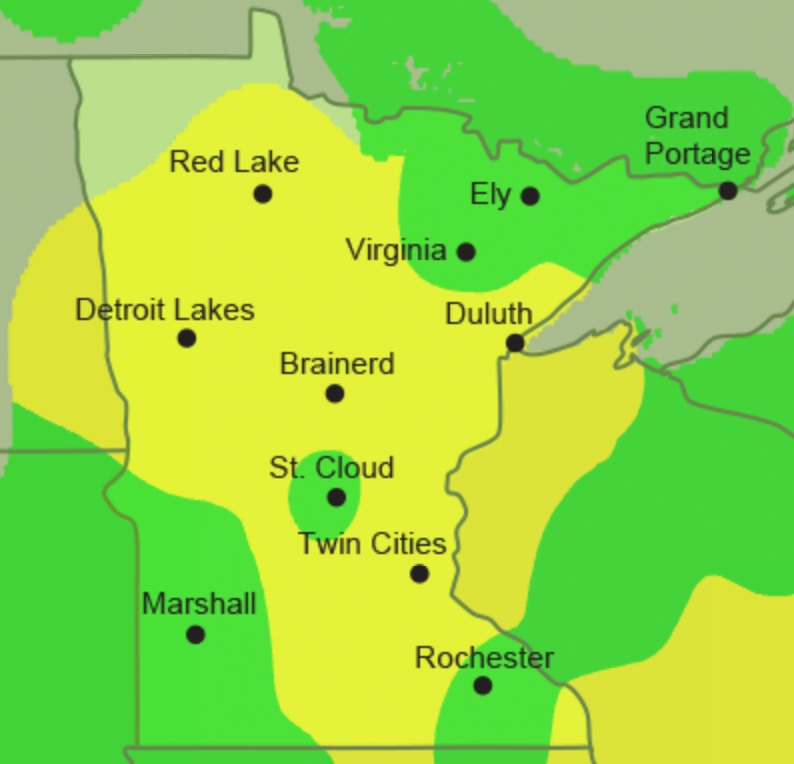 Grand
Portage
Red Lake
Ely
Virginia
Detroit Lakes
Duluth
Brainerd
St. Cloud
Twin Cities
Marshall
Rochester